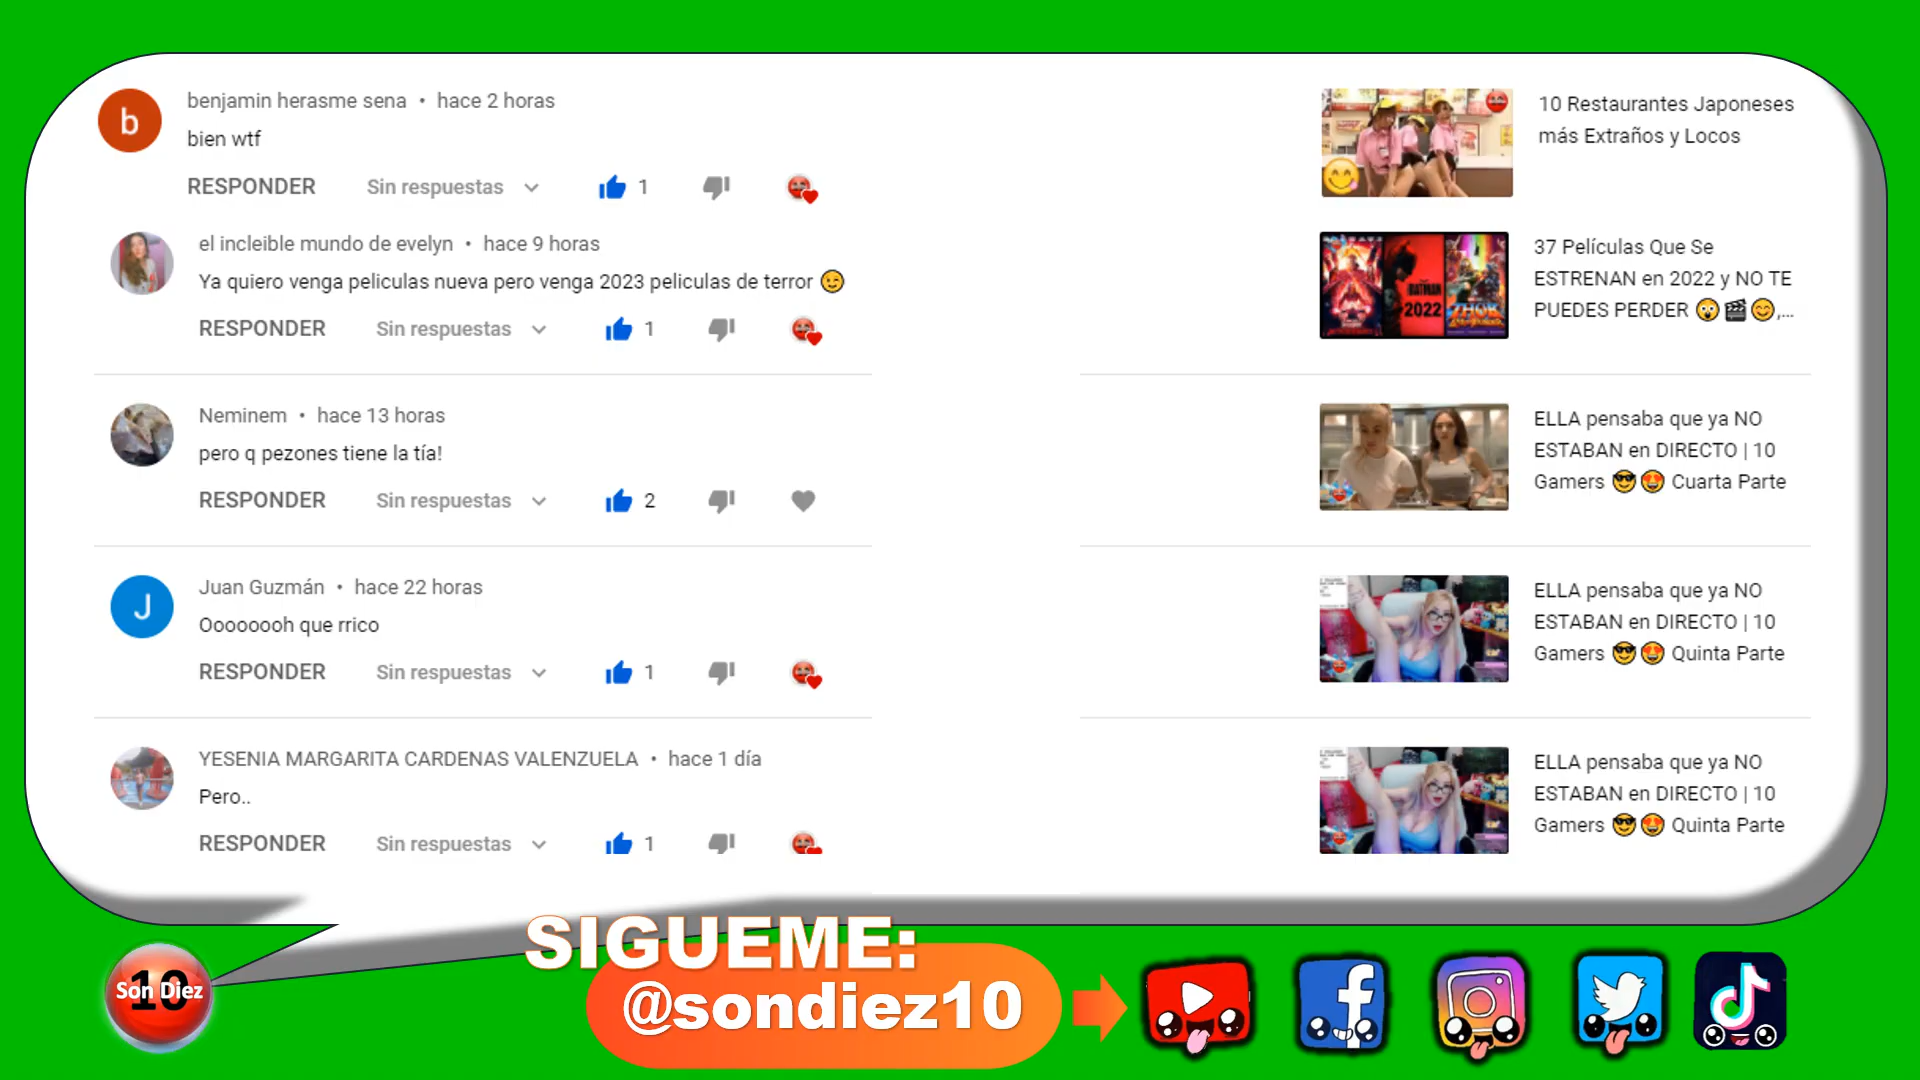 benjamin herasme sena • hace 2 horas
bien wtf
RESPONDER Sin respuestas 1
10 Restaurantes Japoneses
más Extraños y Locos
el incleible mundo de evelyn • hace 9 horas
Ya quiero venga peliculas nueva pero venga 2023 peliculas de terror 😉
RESPONDER Sin respuestas 1
BATMAN
2022
THOR
37 Películas Que Se
ESTRENAN en 2022 y NO TE
PUEDES PERDER 😲🎬😊,...
Neminem • hace 13 horas
pero q pezones tiene la tía!
RESPONDER Sin respuestas 2
ELLA pensaba que ya NO
ESTABAN en DIRECTO | 10
Gamers 😎😍 Cuarta Parte
Juan Guzmán • hace 22 horas
Oooooooh que rrico
RESPONDER Sin respuestas 1
ELLA pensaba que ya NO
ESTABAN en DIRECTO | 10
Gamers 😎😍 Quinta Parte
YESENIA MARGARITA CARDENAS VALENZUELA • hace 1 día
Pero..
RESPONDER Sin respuestas 1
ELLA pensaba que ya NO
ESTABAN en DIRECTO | 10
Gamers 😎😍 Quinta Parte
10
Son Diez
SIGUEME:
@sondiez10